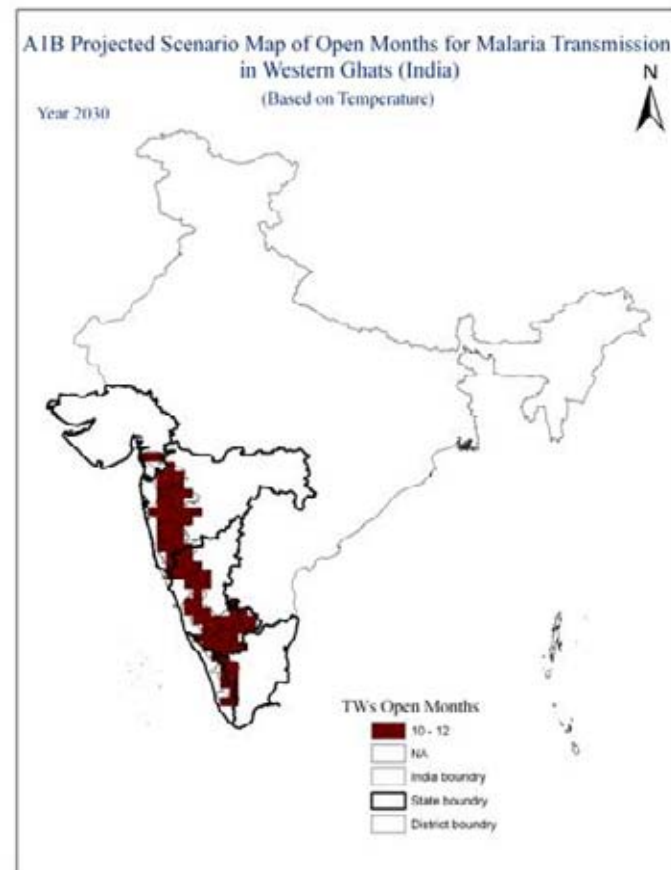 A1B Projected Scenario Map of Open Months for Malaria Transmission
in Western Ghats (India)
(Based on Temperature)
N
Year 2030
TWs Open Months
10 - 12
NA
India boundry
State boundry
District boundry